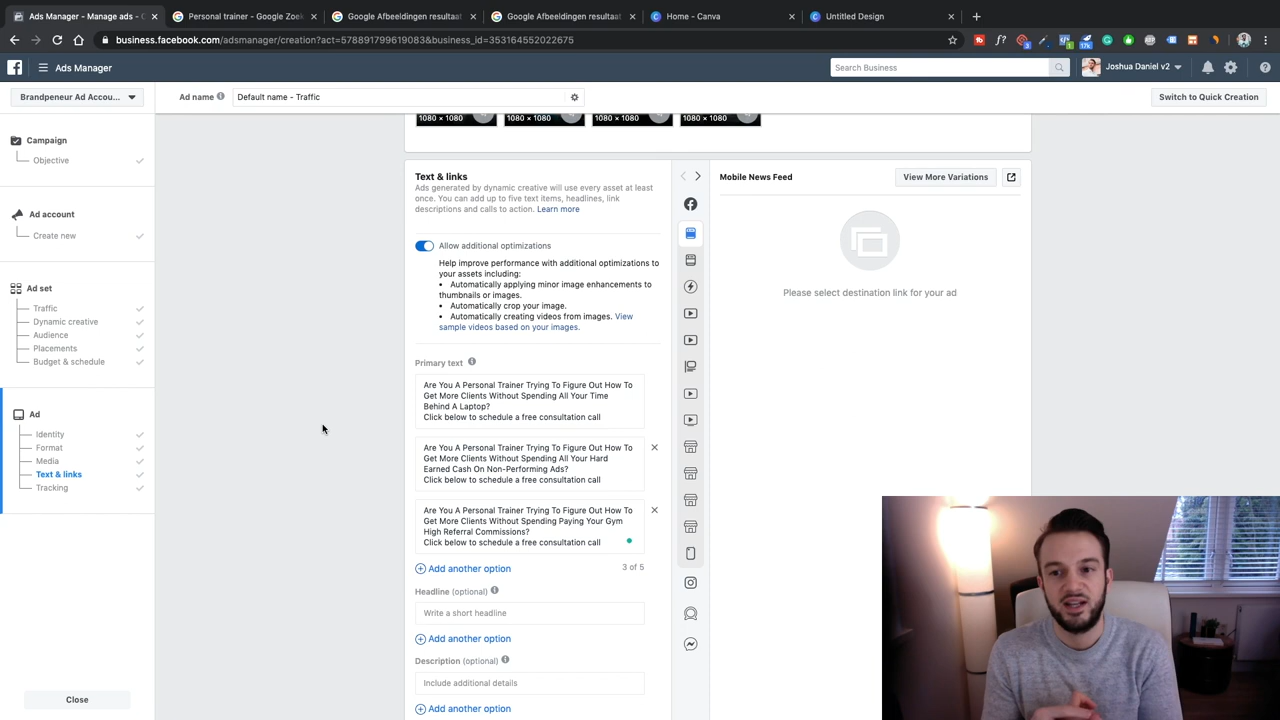 Ads Manager - Manage ads - C
Personal trainer - Google Zoek
Google Afbeeldingen resultaat
Google Afbeeldingen resultaat
Home - Canva
Untitled Design
business.facebook.com/adsmanager/creation?act=578891799619083&business_id=353164552022675
Ads Manager
Search Business
Joshua Daniel v2
Brandpeneur Ad Accou...
Ad name
Default name - Traffic
Switch to Quick Creation
Campaign
Objective
Ad account
Create new
Ad set
Traffic
Dynamic creative
Audience
Placements
Budget & schedule
Ad
Identity
Format
Media
Text & links
Tracking
Close
1080 × 1080
1080 × 1080
1080 × 1080
1080 × 1080
Text & links
Ads generated by dynamic creative will use every asset at least
once. You can add up to five text items, headlines, link
descriptions and calls to action. Learn more
Allow additional optimizations
Help improve performance with additional optimizations to
your assets including:
• Automatically applying minor image enhancements to
thumbnails or images.
• Automatically crop your image.
• Automatically creating videos from images. View
sample videos based on your images.
Primary text
Are You A Personal Trainer Trying To Figure Out How To
Get More Clients Without Spending All Your Time
Behind A Laptop?
Click below to schedule a free consultation call
Are You A Personal Trainer Trying To Figure Out How To
Get More Clients Without Spending All Your Hard
Earned Cash On Non-Performing Ads?
Click below to schedule a free consultation call
Are You A Personal Trainer Trying To Figure Out How To
Get More Clients Without Spending Paying Your Gym
High Referral Commissions?
Click below to schedule a free consultation call
Add another option
3 of 5
Headline (optional)
Write a short headline
Add another option
Description (optional)
Include additional details
Add another option
Mobile News Feed
View More Variations
Please select destination link for your ad